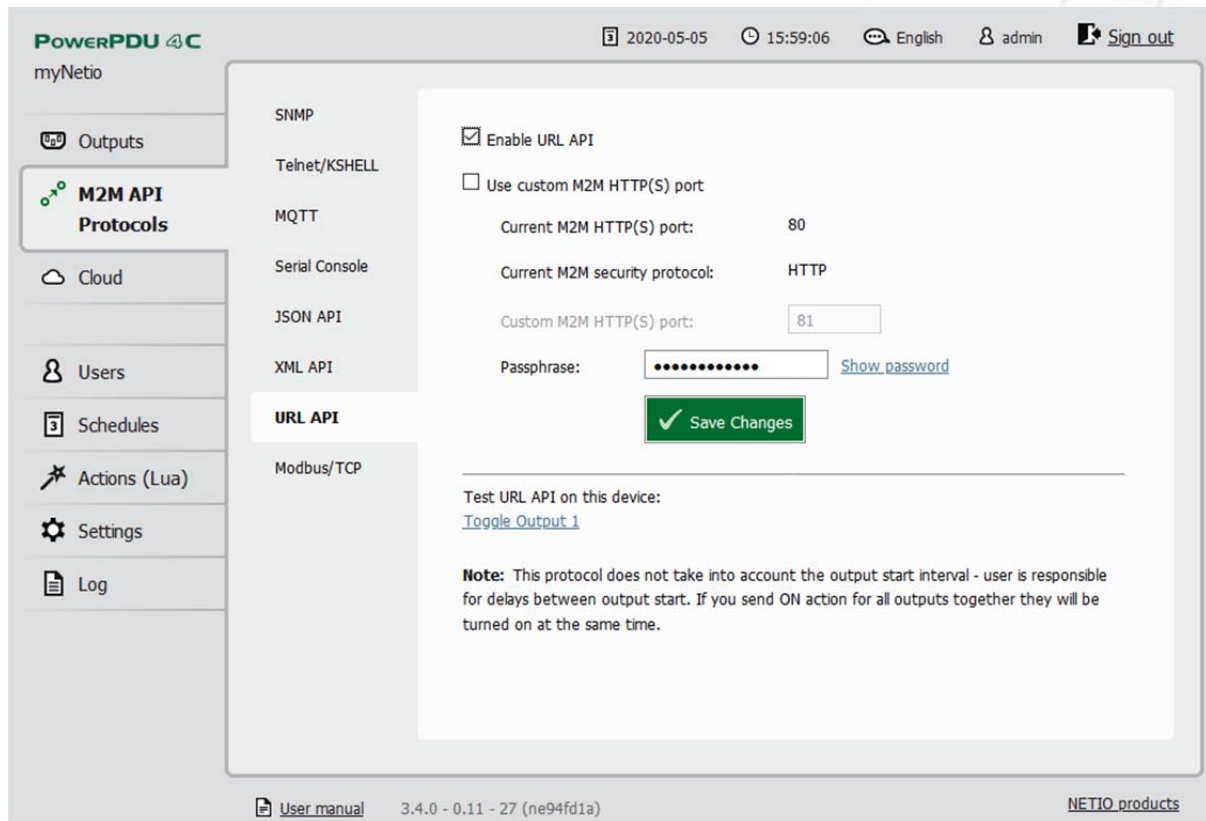 POWERPDU 4C
myNetio
3 2020-05-05 15:59:06 English admin Sign out
Outputs
M2M API
Protocols
Cloud
Users
3 Schedules
Actions (Lua)
Settings
Log
SNMP
Telnet/KSHELL
MQTT
Serial Console
JSON API
XML API
URL API
Modbus/TCP
Enable URL API
Use custom M2M HTTP(S) port
Current M2M HTTP(S) port: 80
Current M2M security protocol: HTTP
Custom M2M HTTP(S) port: 81
Passphrase: •••••••••••• Show password
Save Changes
Test URL API on this device:
Toggle Output 1
Note: This protocol does not take into account the output start interval - user is responsible
for delays between output start. If you send ON action for all outputs together they will be
turned on at the same time.
User manual 3.4.0 - 0.11 - 27 (ne94fd1a) NETIO products